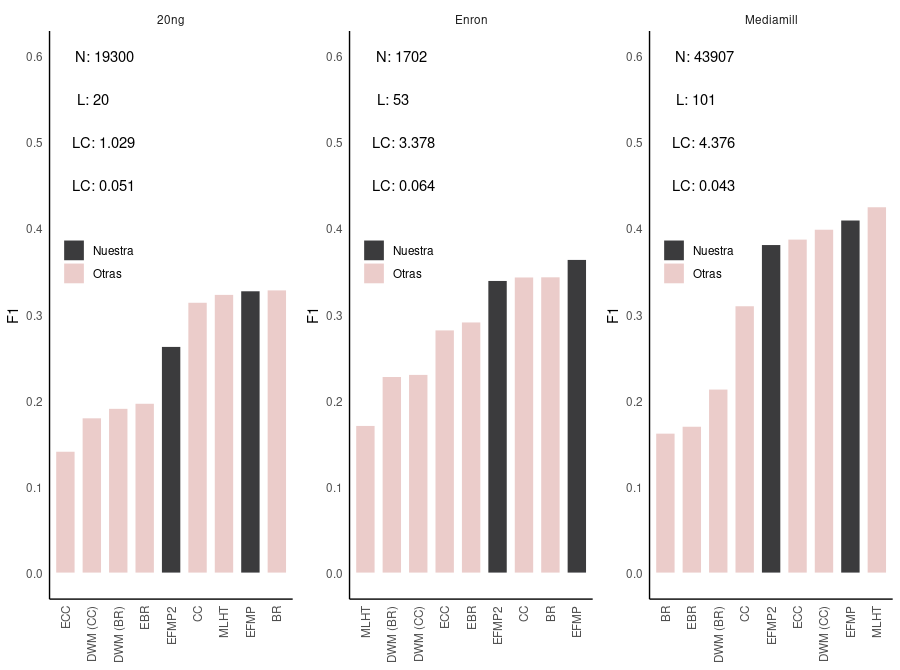 20ng
N: 19300
L: 20
LC: 1.029
LC: 0.051
Nuestra
Otras
F1
0.6
0.5
0.4
0.3
0.2
0.1
0.0
ECC
DWM (CC)
DWM (BR)
EBR
EFMP2
CC
MLHT
EFMP
BR
Enron
N: 1702
L: 53
LC: 3.378
LC: 0.064
Nuestra
Otras
F1
0.6
0.5
0.4
0.3
0.2
0.1
0.0
MLHT
DWM (BR)
DWM (CC)
ECC
EBR
EFMP2
CC
BR
EFMP
Mediamill
N: 43907
L: 101
LC: 4.376
LC: 0.043
Nuestra
Otras
F1
0.6
0.5
0.4
0.3
0.2
0.1
0.0
BR
EBR
DWM (BR)
CC
EFMP2
ECC
DWM (CC)
EFMP
MLHT